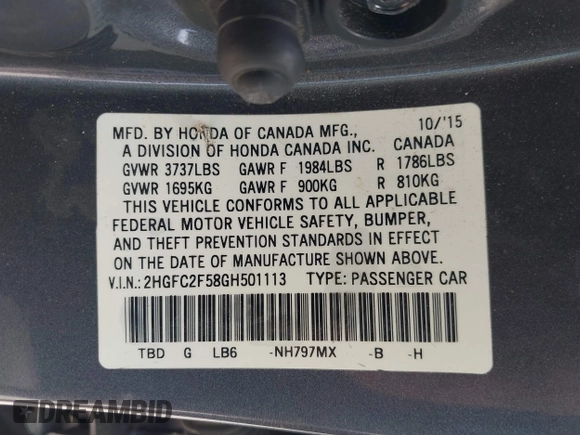 MFD. BY HONDA OF CANADA MFG., 10/'15
A DIVISION OF HONDA CANADA INC. CANADA
GVWR 3737LBS GAWR F 1984LBS R 1786LBS
GVWR 1695KG GAWR F 900KG R 810KG
THIS VEHICLE CONFORMS TO ALL APPLICABLE
FEDERAL MOTOR VEHICLE SAFETY, BUMPER,
AND THEFT PREVENTION STANDARDS IN EFFECT
ON THE DATE OF MANUFACTURE SHOWN ABOVE.
V.I.N.: 2HGFC2F58GH501113 TYPE: PASSENGER CAR
TBD G LB6 -NH797MX -B -H
DREAMBID